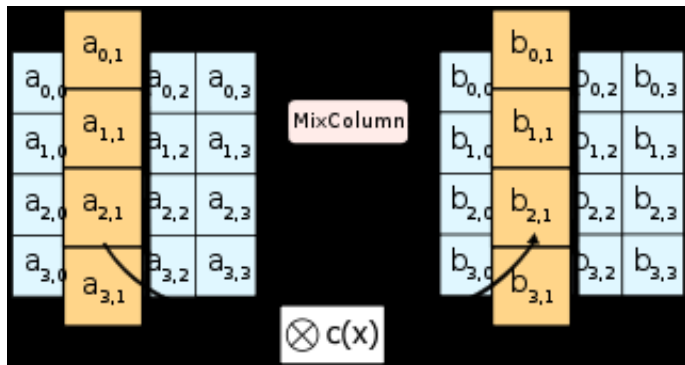 a0,0 a0,1 a0,2 a0,3
a1,0 a1,1 a1,2 a1,3
a2,0 a2,1 a2,2 a2,3
a3,0 a3,1 a3,2 a3,3
MixColumn
b0,0 b0,1 b0,2 b0,3
b1,0 b1,1 b1,2 b1,3
b2,0 b2,1 b2,2 b2,3
b3,0 b3,1 b3,2 b3,3
⊗ c(x)